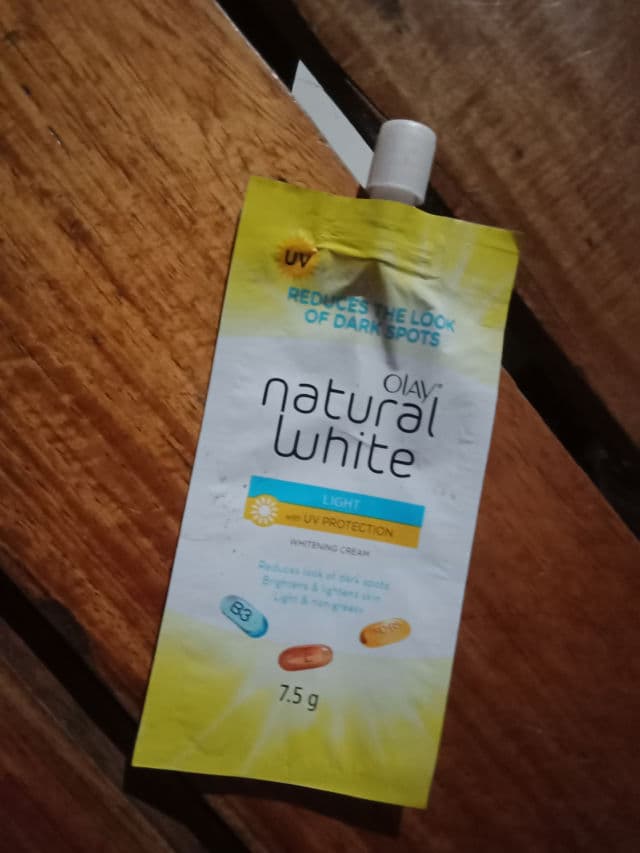 UV
REDUCES THE LOOK
OF DARK SPOTS
OLAY
natural
white
LIGHT
with UV PROTECTION
WHITENING CREAM
Reduces look of dark spots
Brightens & lightens skin
Light & non greasy
B3
E
7.5 g